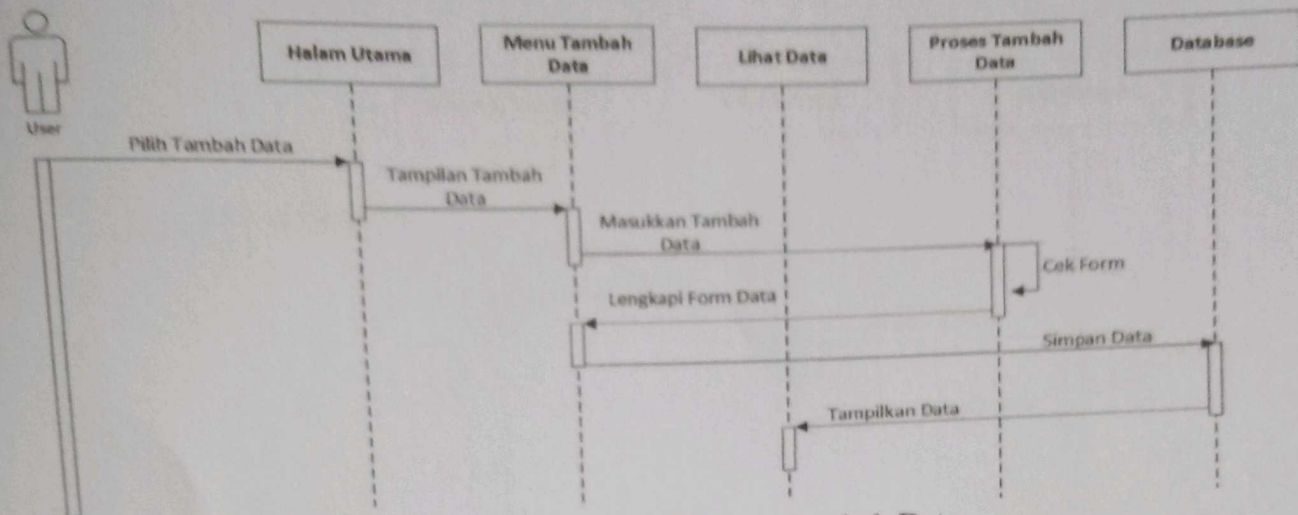 Halam Utama
Menu Tambah
Data
Lihat Data
Proses Tambah
Data
Database
User
Pilih Tambah Data
Tampilan Tambah
Data
Masukkan Tambah
Data
Cek Form
Lengkapi Form Data
Simpan Data
Tampilkan Data